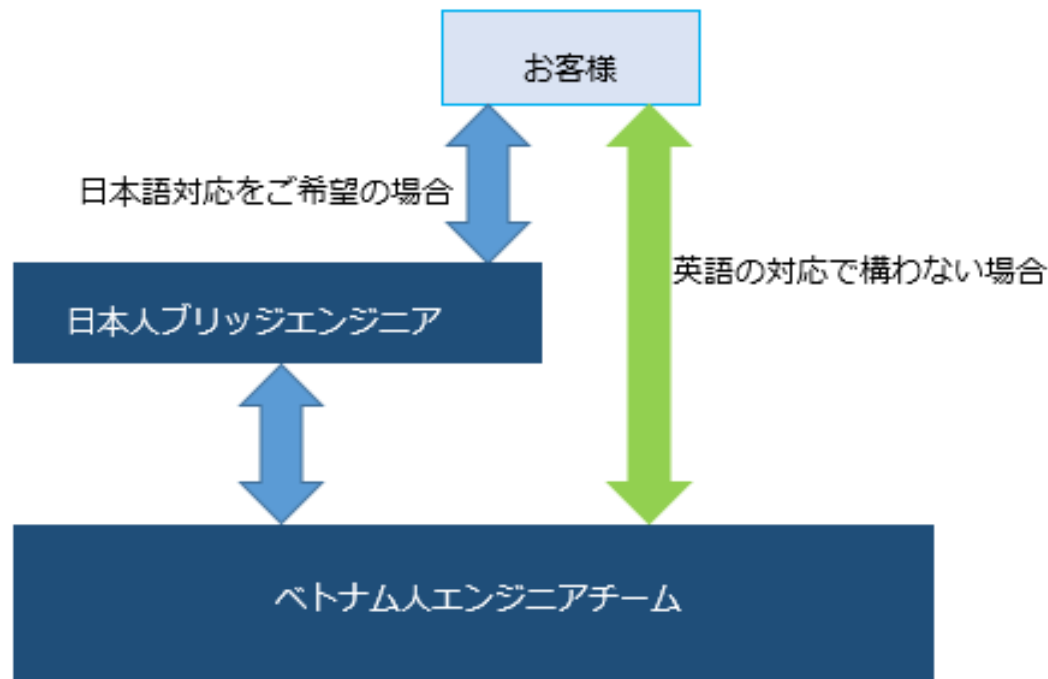 お客様
日本語対応をご希望の場合
英語の対応で構わない場合
日本人ブリッジエンジニア
ベトナム人エンジニアチーム